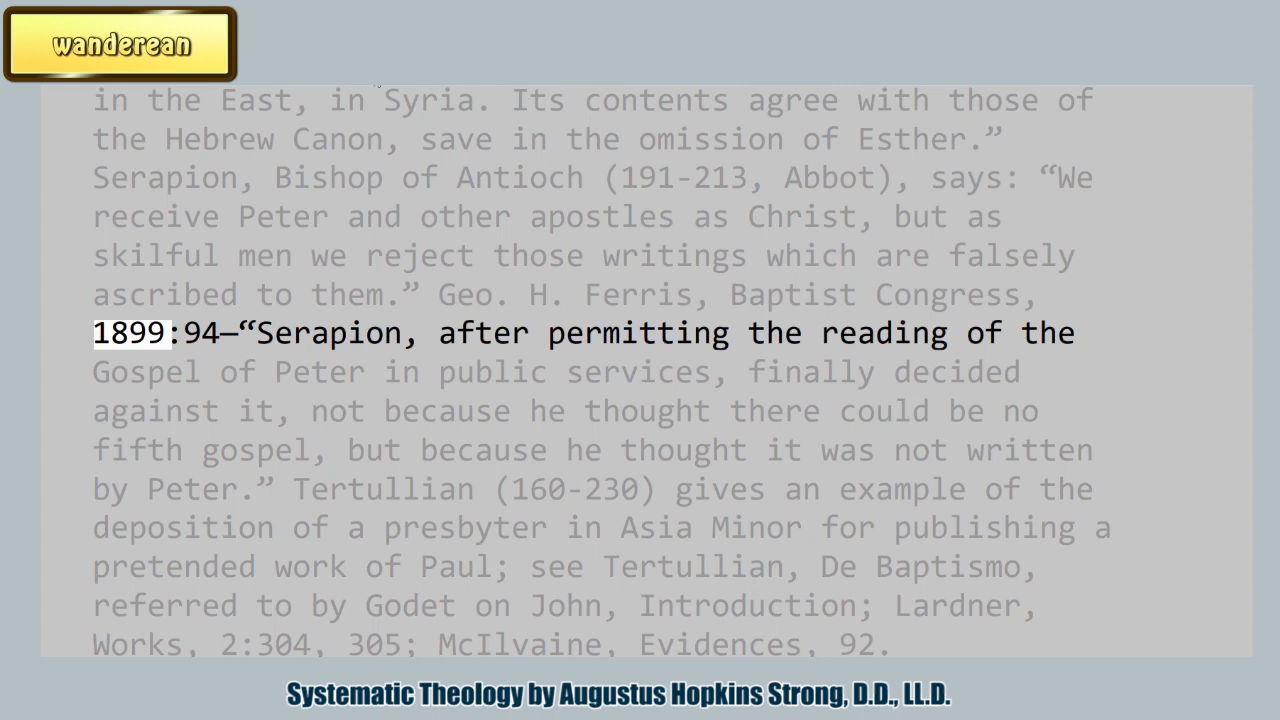 wanderean
in the East, in Syria. Its contents agree with those of
the Hebrew Canon, save in the omission of Esther.”
Serapion, Bishop of Antioch (191-213, Abbot), says: “We
receive Peter and other apostles as Christ, but as
skilful men we reject those writings which are falsely
ascribed to them.” Geo. H. Ferris, Baptist Congress,
1899:94—“Serapion, after permitting the reading of the
Gospel of Peter in public services, finally decided
against it, not because he thought there could be no
fifth gospel, but because he thought it was not written
by Peter.” Tertullian (160-230) gives an example of the
deposition of a presbyter in Asia Minor for publishing a
pretended work of Paul; see Tertullian, De Baptismo,
referred to by Godet on John, Introduction; Lardner,
Works, 2:304, 305; McIlvaine, Evidences, 92.
Systematic Theology by Augustus Hopkins Strong, D.D., LL.D.